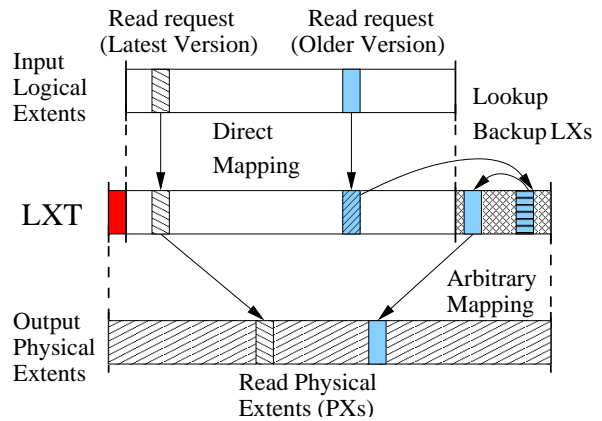 Read request
(Latest Version)
Read request
(Older Version)
Input
Logical
Extents
Lookup
Backup LXs
Direct
Mapping
LXT
Arbitrary
Mapping
Output
Physical
Extents
Read Physical
Extents (PXs)